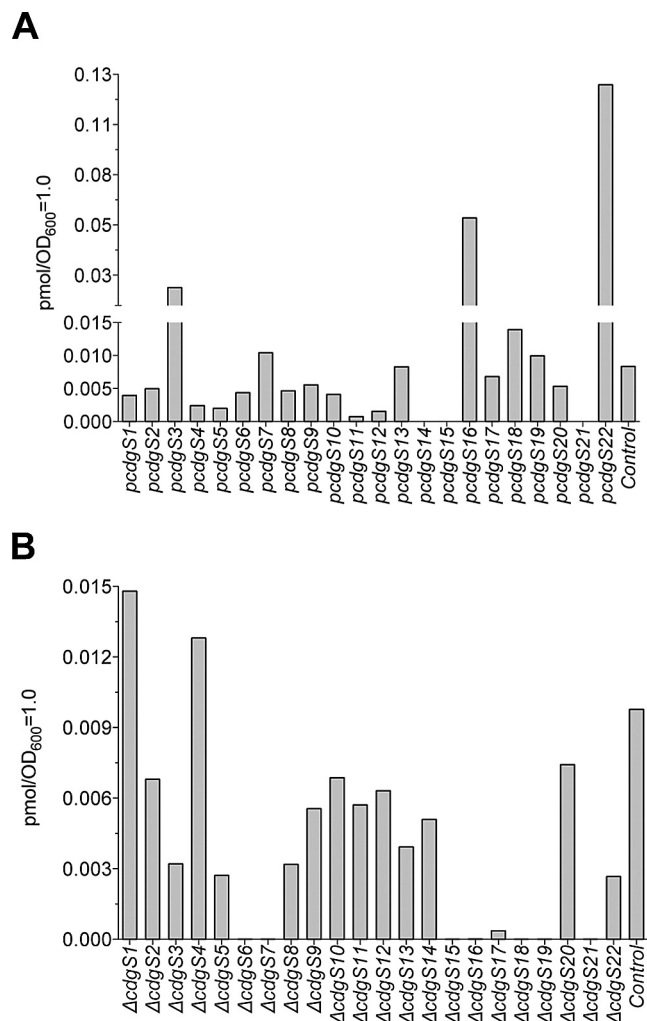 A
pmol/OD600=1.0
0.13
0.11
0.08
0.05
0.03
0.015
0.010
0.005
0.000
pcdgS1
pcdgS2
pcdgS3
pcdgS4
pcdgS5
pcdgS6
pcdgS7
pcdgS8
pcdgS9
pcdgS10
pcdgS11
pcdgS12
pcdgS13
pcdgS14
pcdgS15
pcdgS16
pcdgS17
pcdgS18
pcdgS19
pcdgS20
pcdgS21
pcdgS22
Control
B
pmol/OD600=1.0
0.015
0.012
0.009
0.006
0.003
0.000
ΔcdgS1
ΔcdgS2
ΔcdgS3
ΔcdgS4
ΔcdgS5
ΔcdgS6
ΔcdgS7
ΔcdgS8
ΔcdgS9
ΔcdgS10
ΔcdgS11
ΔcdgS12
ΔcdgS13
ΔcdgS14
ΔcdgS15
ΔcdgS16
ΔcdgS17
ΔcdgS18
ΔcdgS19
ΔcdgS20
ΔcdgS21
ΔcdgS22
Control